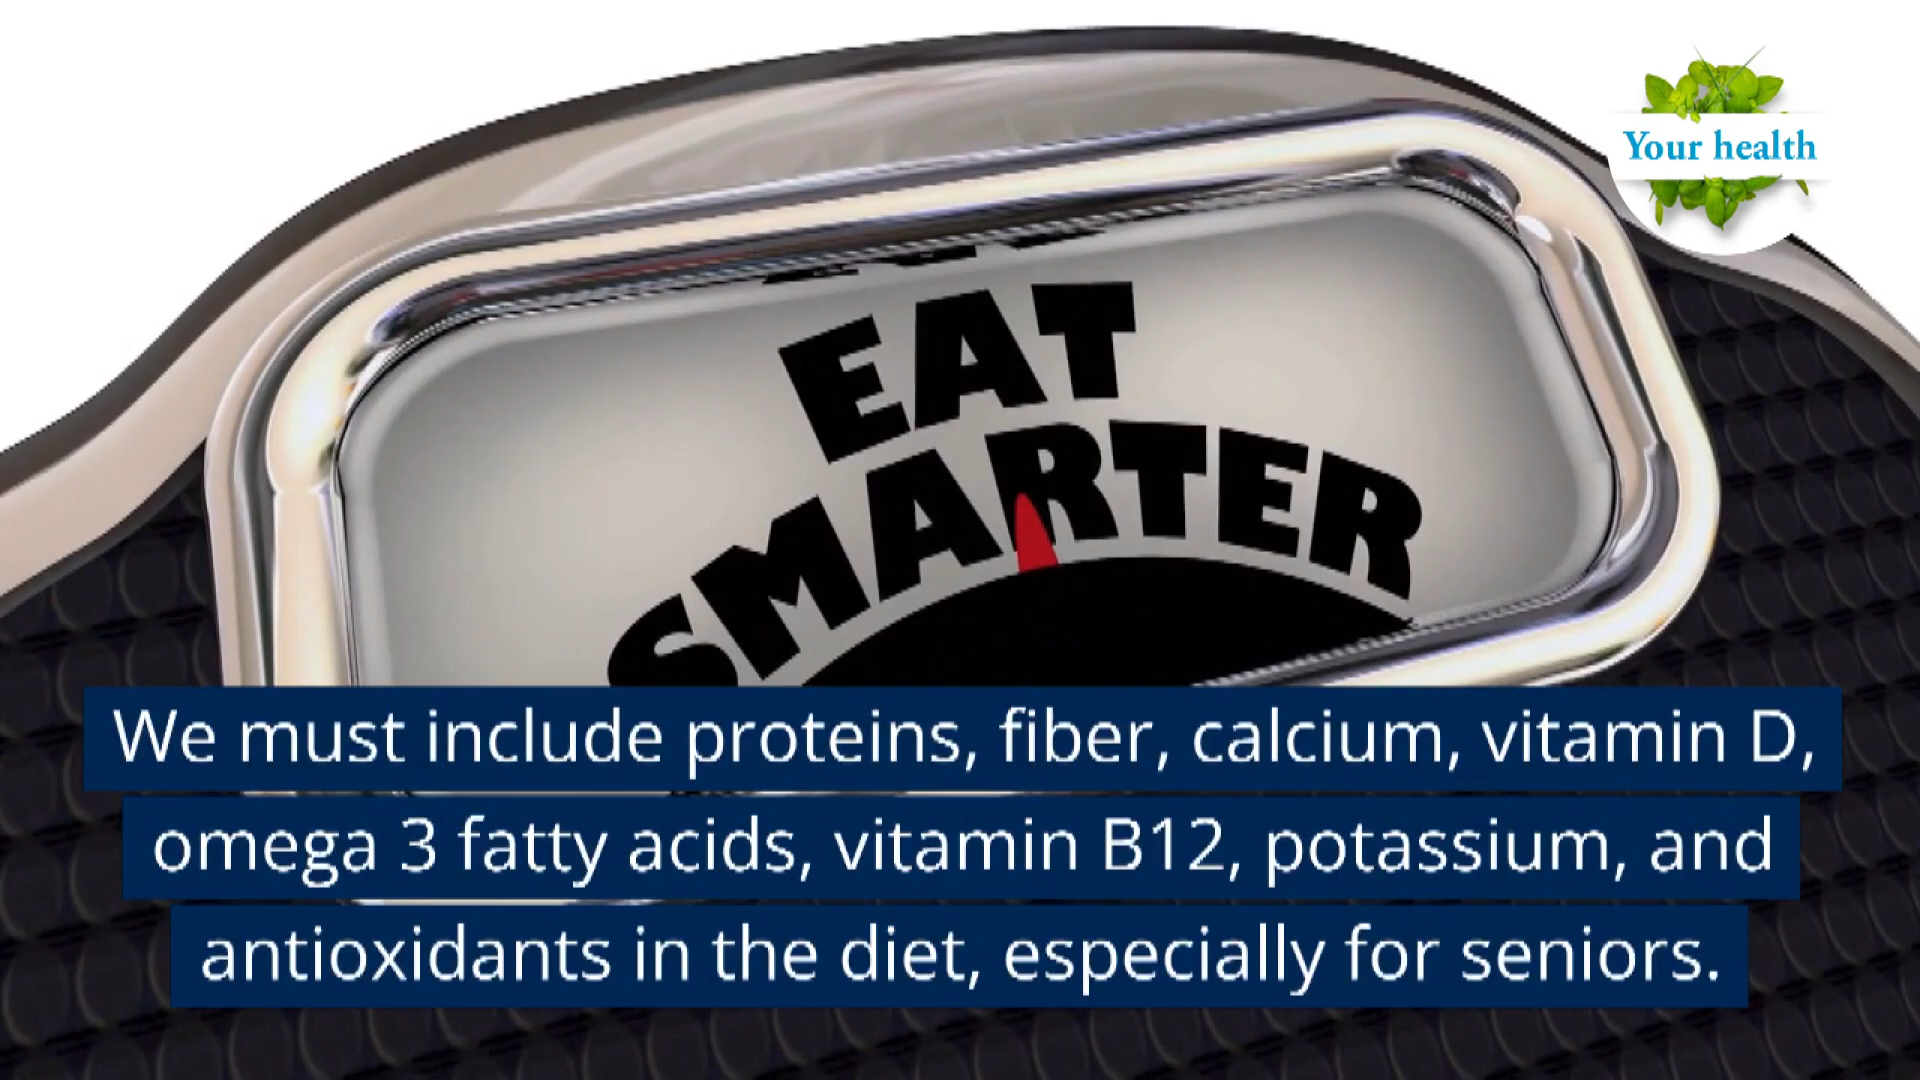 Your health
EAT
SMARTER
We must include proteins, fiber, calcium, vitamin D,
omega 3 fatty acids, vitamin B12, potassium, and
antioxidants in the diet, especially for seniors.